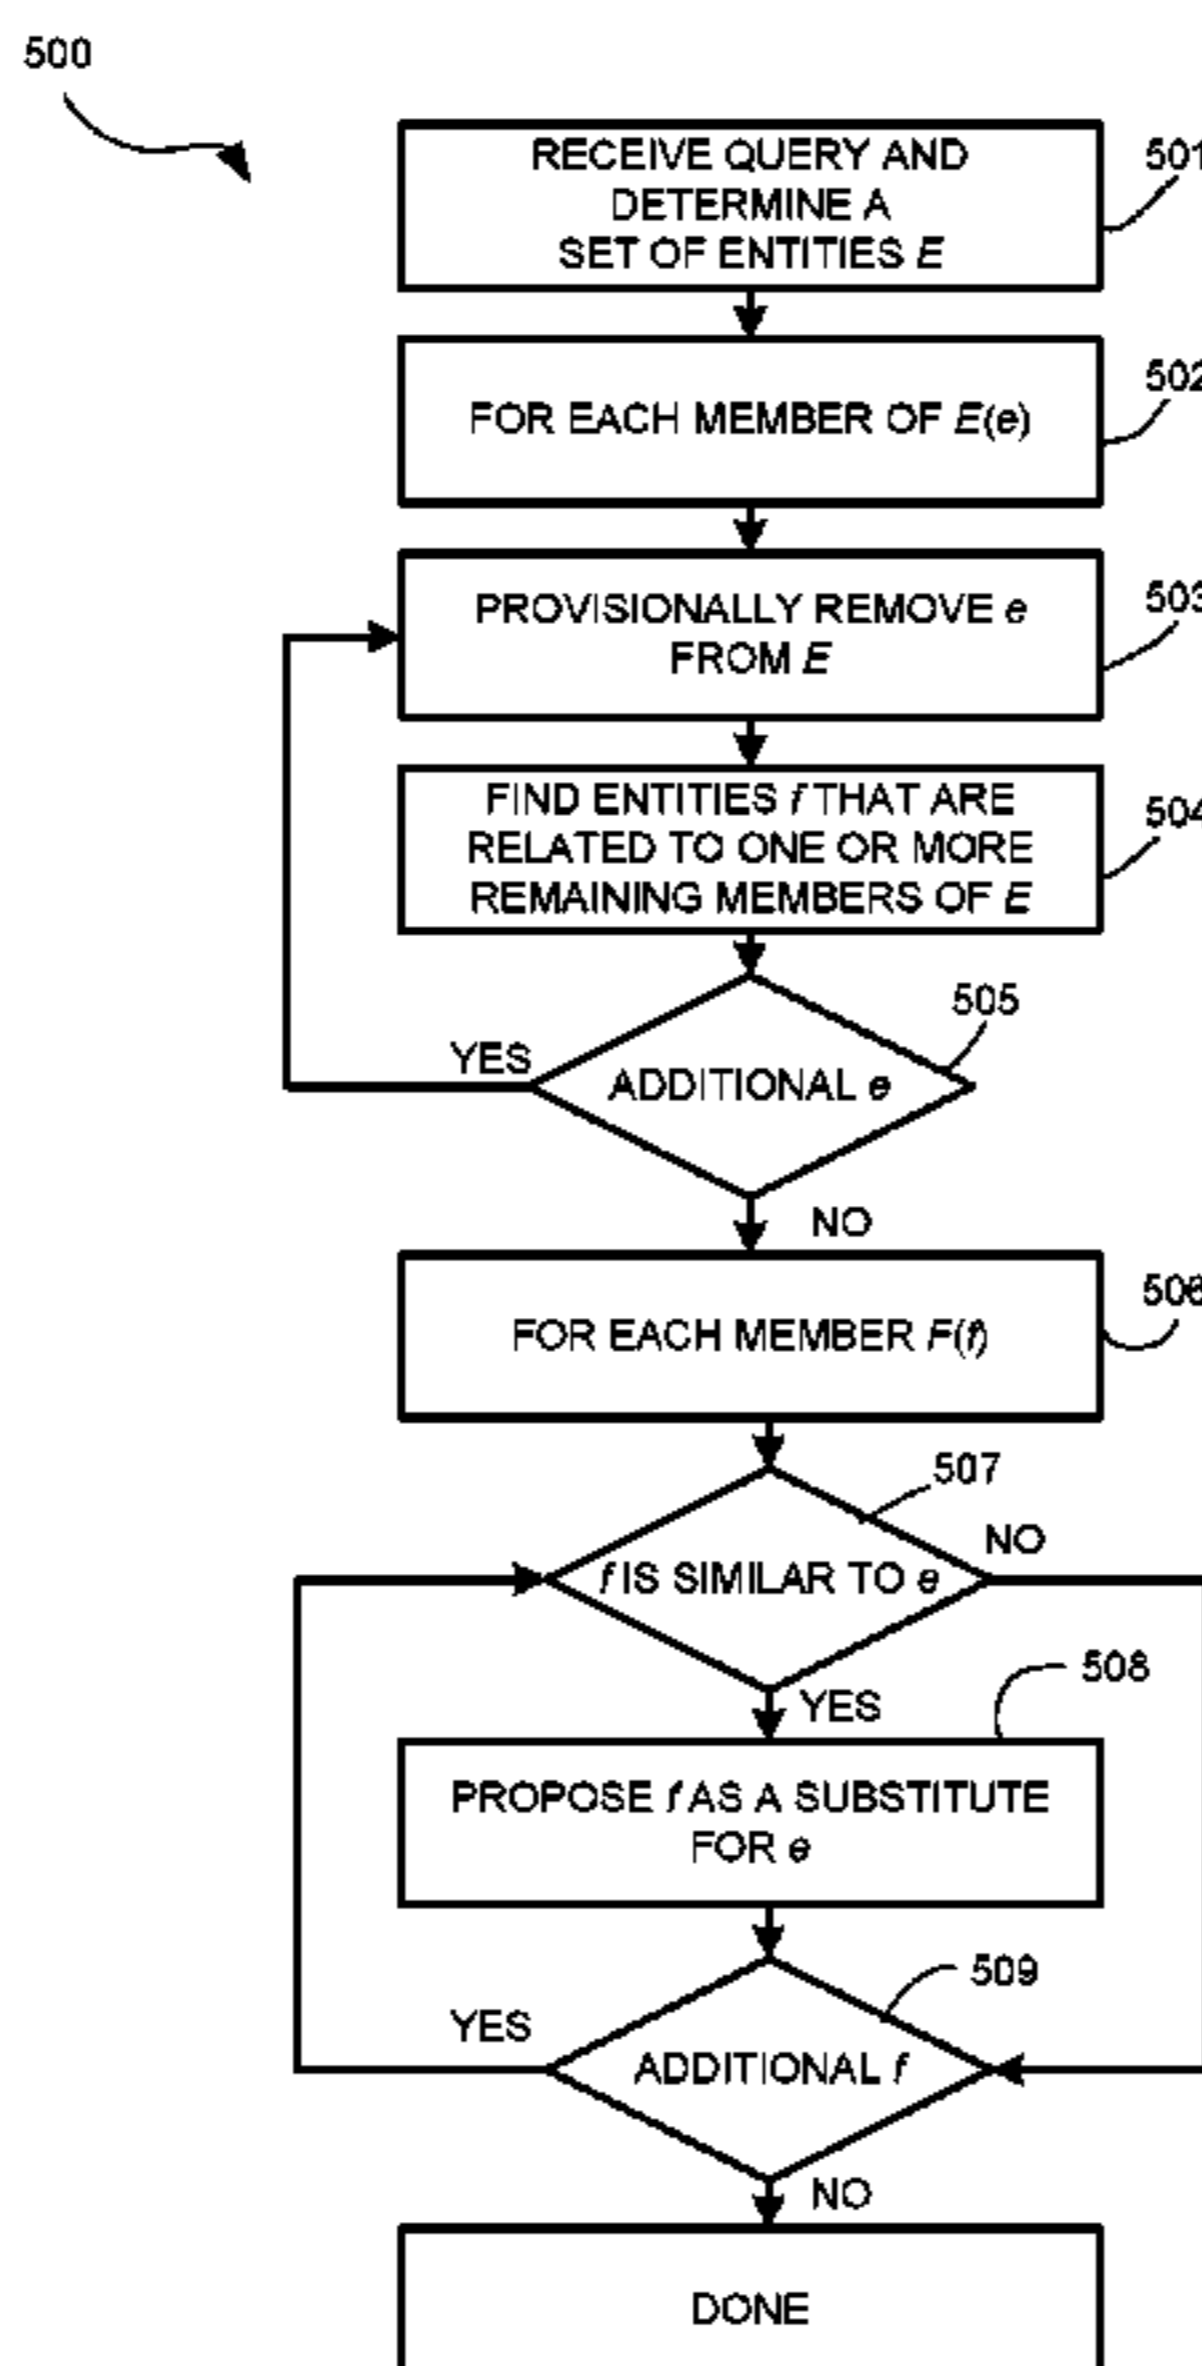 500
RECEIVE QUERY AND
DETERMINE A
SET OF ENTITIES E
501
FOR EACH MEMBER OF E(e)
502
PROVISIONALLY REMOVE e
FROM E
503
FIND ENTITIES f THAT ARE
RELATED TO ONE OR MORE
REMAINING MEMBERS OF E
504
505
YES
ADDITIONAL e
NO
FOR EACH MEMBER F(f)
506
507
NO
f IS SIMILAR TO e
YES
508
PROPOSE f AS A SUBSTITUTE
FOR e
509
YES
ADDITIONAL f
NO
DONE